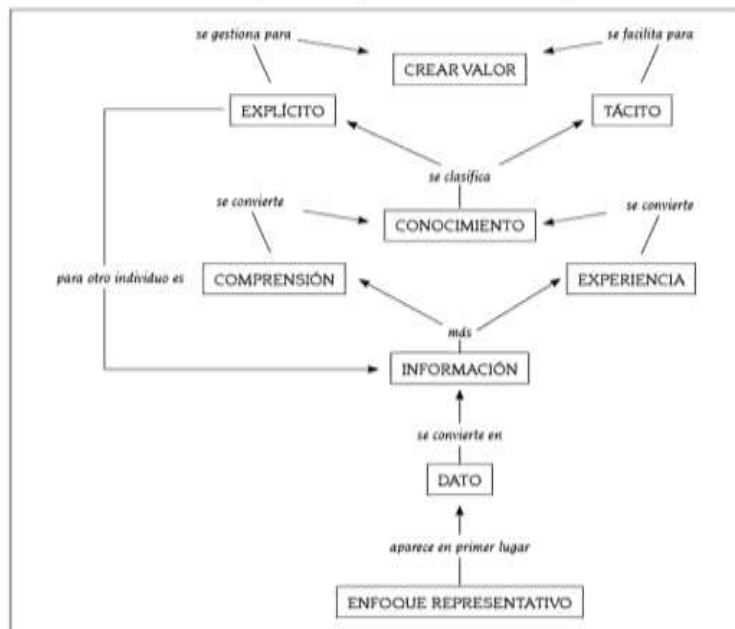 se gestiona para
se facilita para
CREAR VALOR
EXPLÍCITO
TÁCITO
se clasifica
se convierte
se convierte
CONOCIMIENTO
para otro individuo es
COMPRENSIÓN
EXPERIENCIA
más
INFORMACIÓN
se convierte en
DATO
aparece en primer lugar
ENFOQUE REPRESENTATIVO